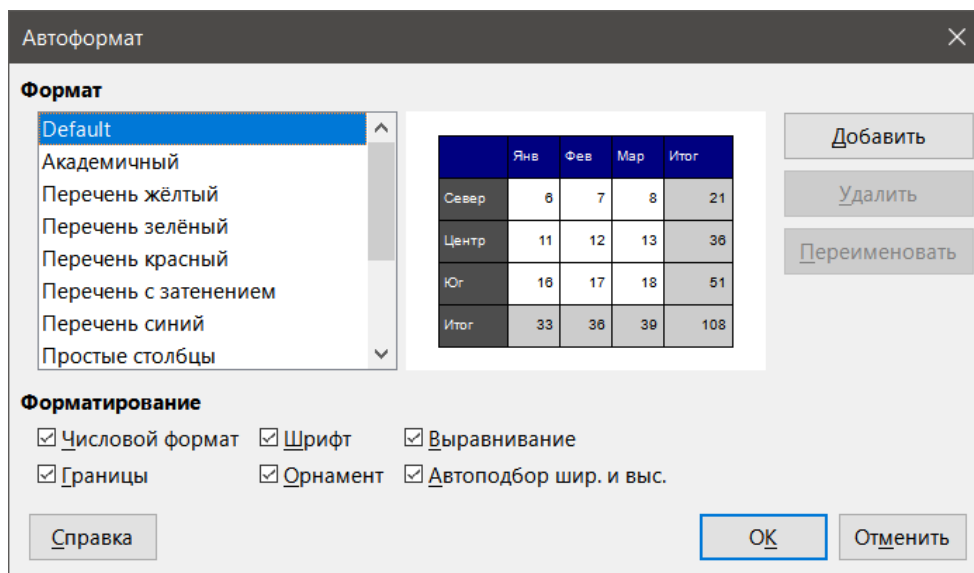 Автоформат
Формат
Default
Академичный
Перечень жёлтый
Перечень зелёный
Перечень красный
Перечень с затенением
Перечень синий
Простые столбцы
Янв Фев Мар Итог
Север 6 7 8 21
Центр 11 12 13 36
Юг 16 17 18 51
Итог 33 36 39 108
Добавить
Удалить
Переименовать
Форматирование
Числовой формат Шрифт Выравнивание
Границы Орнамент Автоподбор шир. и выс.
Справка OK Отменить